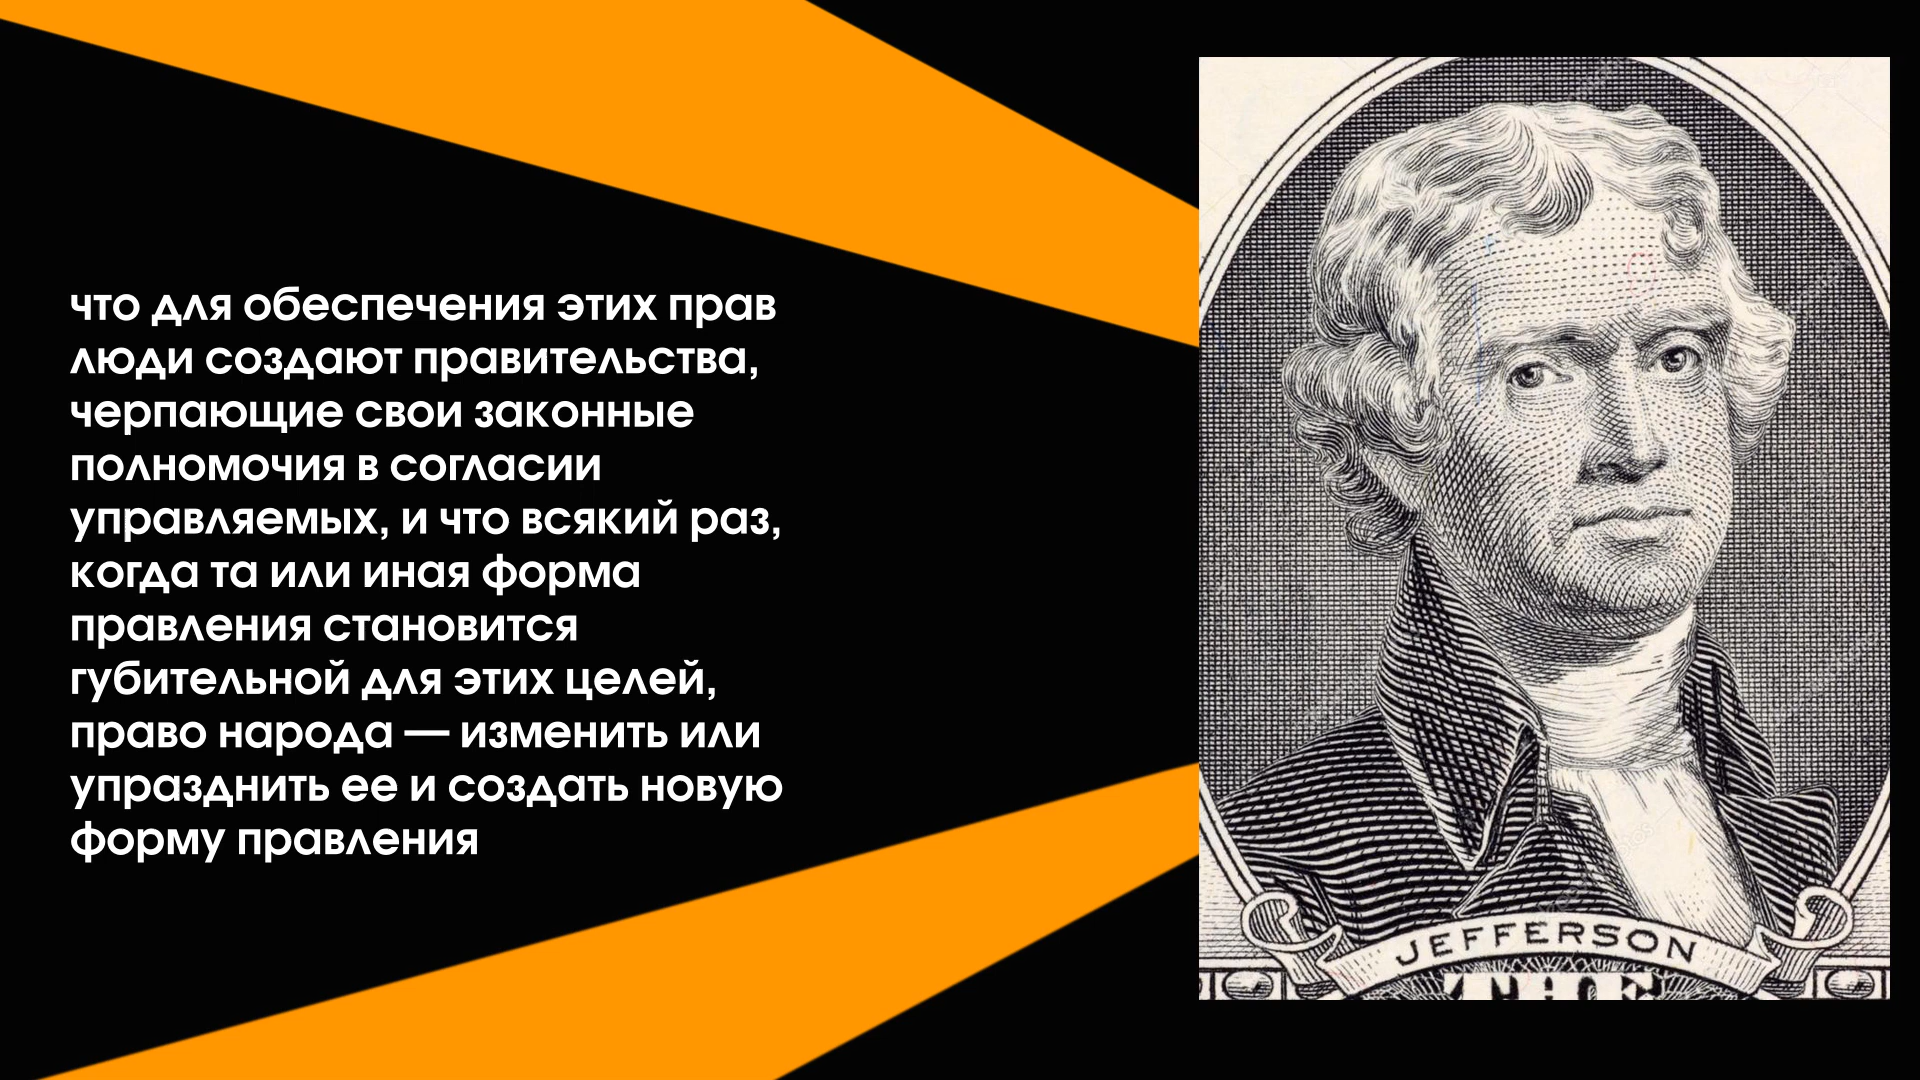 что для обеспечения этих прав
люди создают правительства,
черпающие свои законные
полномочия в согласии
управляемых, и что всякий раз,
когда та или иная форма
правления становится
губительной для этих целей,
право народа — изменить или
упразднить ее и создать новую
форму правления
JEFFERSON
THE